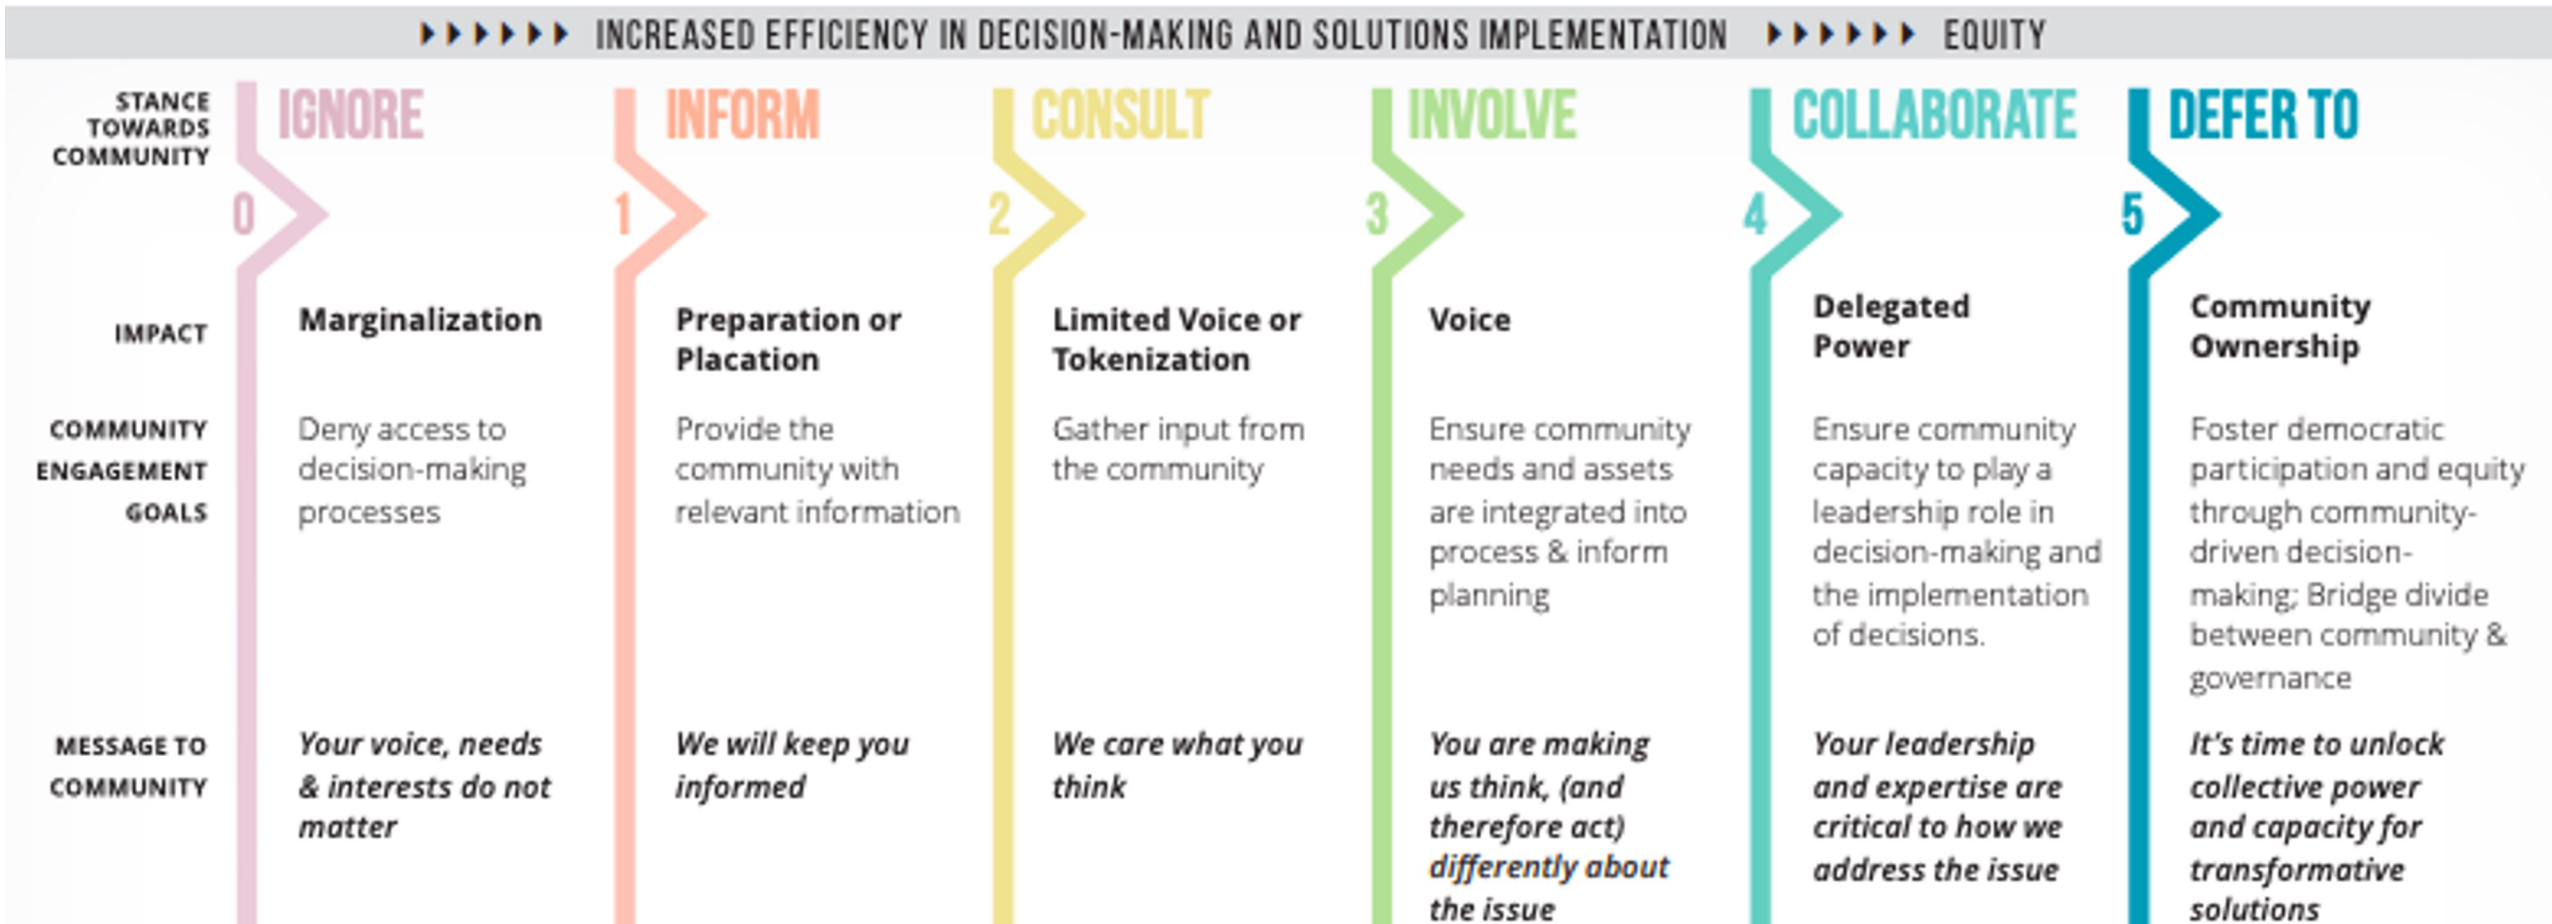 INCREASED EFFICIENCY IN DECISION-MAKING AND SOLUTIONS IMPLEMENTATION EQUITY
STANCE
TOWARDS
COMMUNITY
IGNORE
INFORM
CONSULT
INVOLVE
COLLABORATE
DEFER TO
0
1
2
3
4
5
IMPACT
Marginalization
Preparation or
Placation
Limited Voice or
Tokenization
Voice
Delegated
Power
Community
Ownership
COMMUNITY
ENGAGEMENT
GOALS
Deny access to
decision-making
processes
Provide the
community with
relevant information
Gather input from
the community
Ensure community
needs and assets
are integrated into
process & inform
planning
Ensure community
capacity to play a
leadership role in
decision-making and
the implementation
of decisions.
Foster democratic
participation and equity
through community-
driven decision-
making; Bridge divide
between community &
governance
MESSAGE TO
COMMUNITY
Your voice, needs
& interests do not
matter
We will keep you
informed
We care what you
think
You are making
us think, (and
therefore act)
differently about
the issue
Your leadership
and expertise are
critical to how we
address the issue
It's time to unlock
collective power
and capacity for
transformative
solutions